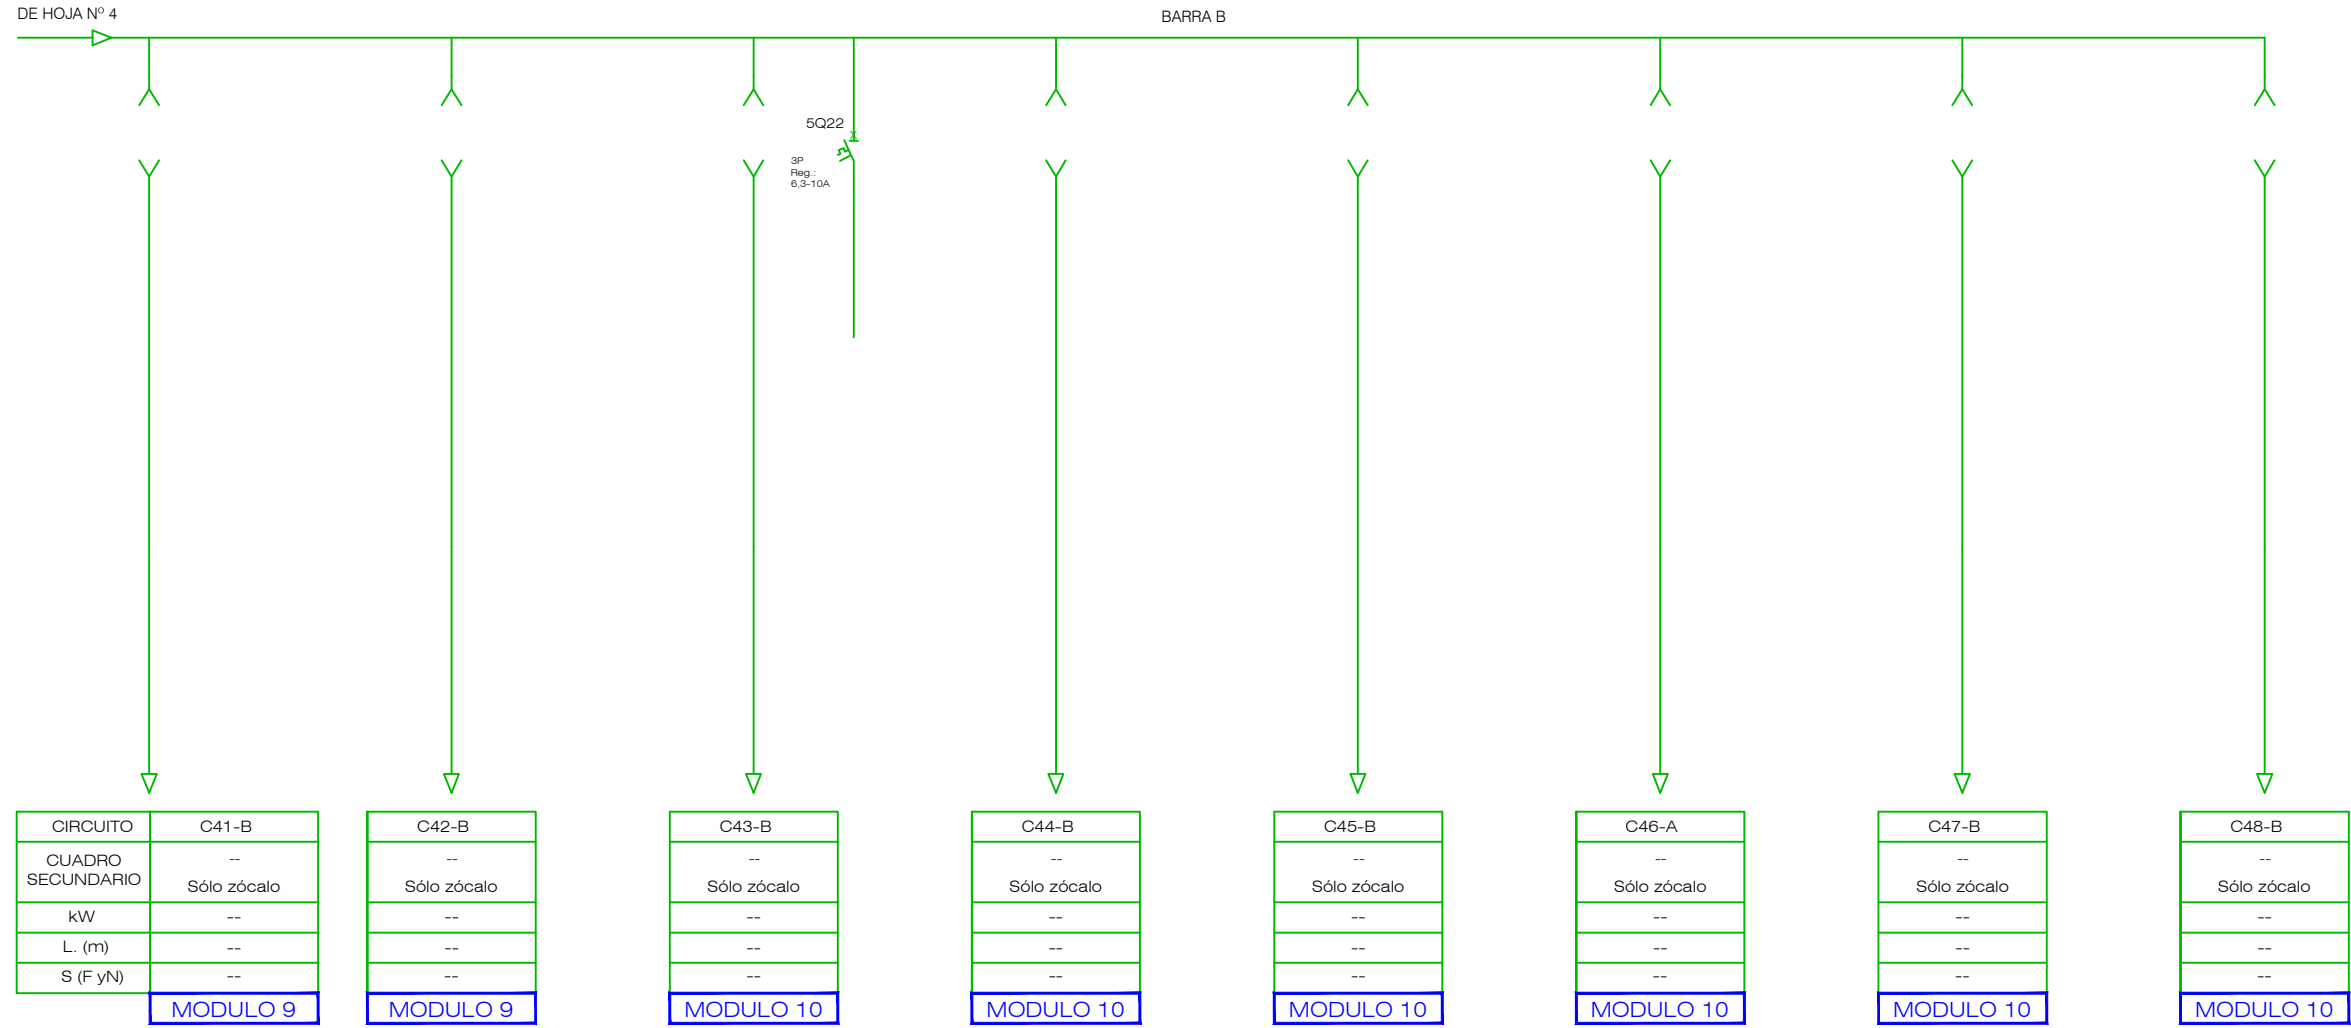 DE HOJA Nº 4
BARRA B
5Q22
3P
Reg.:
6,3-10A
CIRCUITO C41-B C42-B C43-B C44-B C45-B C46-A C47-B C48-B
CUADRO SECUNDARIO -- -- -- -- -- -- -- --
Sólo zócalo Sólo zócalo Sólo zócalo Sólo zócalo Sólo zócalo Sólo zócalo Sólo zócalo Sólo zócalo
kW -- -- -- -- -- -- -- --
L. (m) -- -- -- -- -- -- -- --
S (F yN) -- -- -- -- -- -- -- --
MODULO 9 MODULO 9 MODULO 10 MODULO 10 MODULO 10 MODULO 10 MODULO 10 MODULO 10